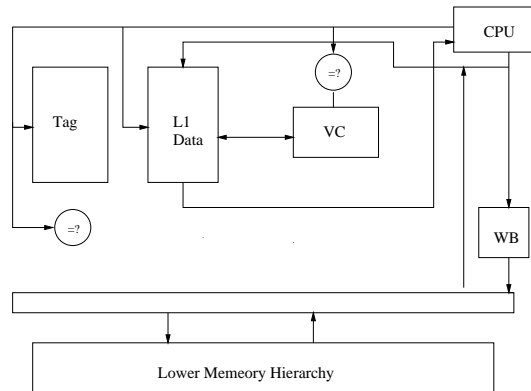 CPU
=?
Tag
L1
Data
VC
=?
WB
Lower Memeory Hierarchy